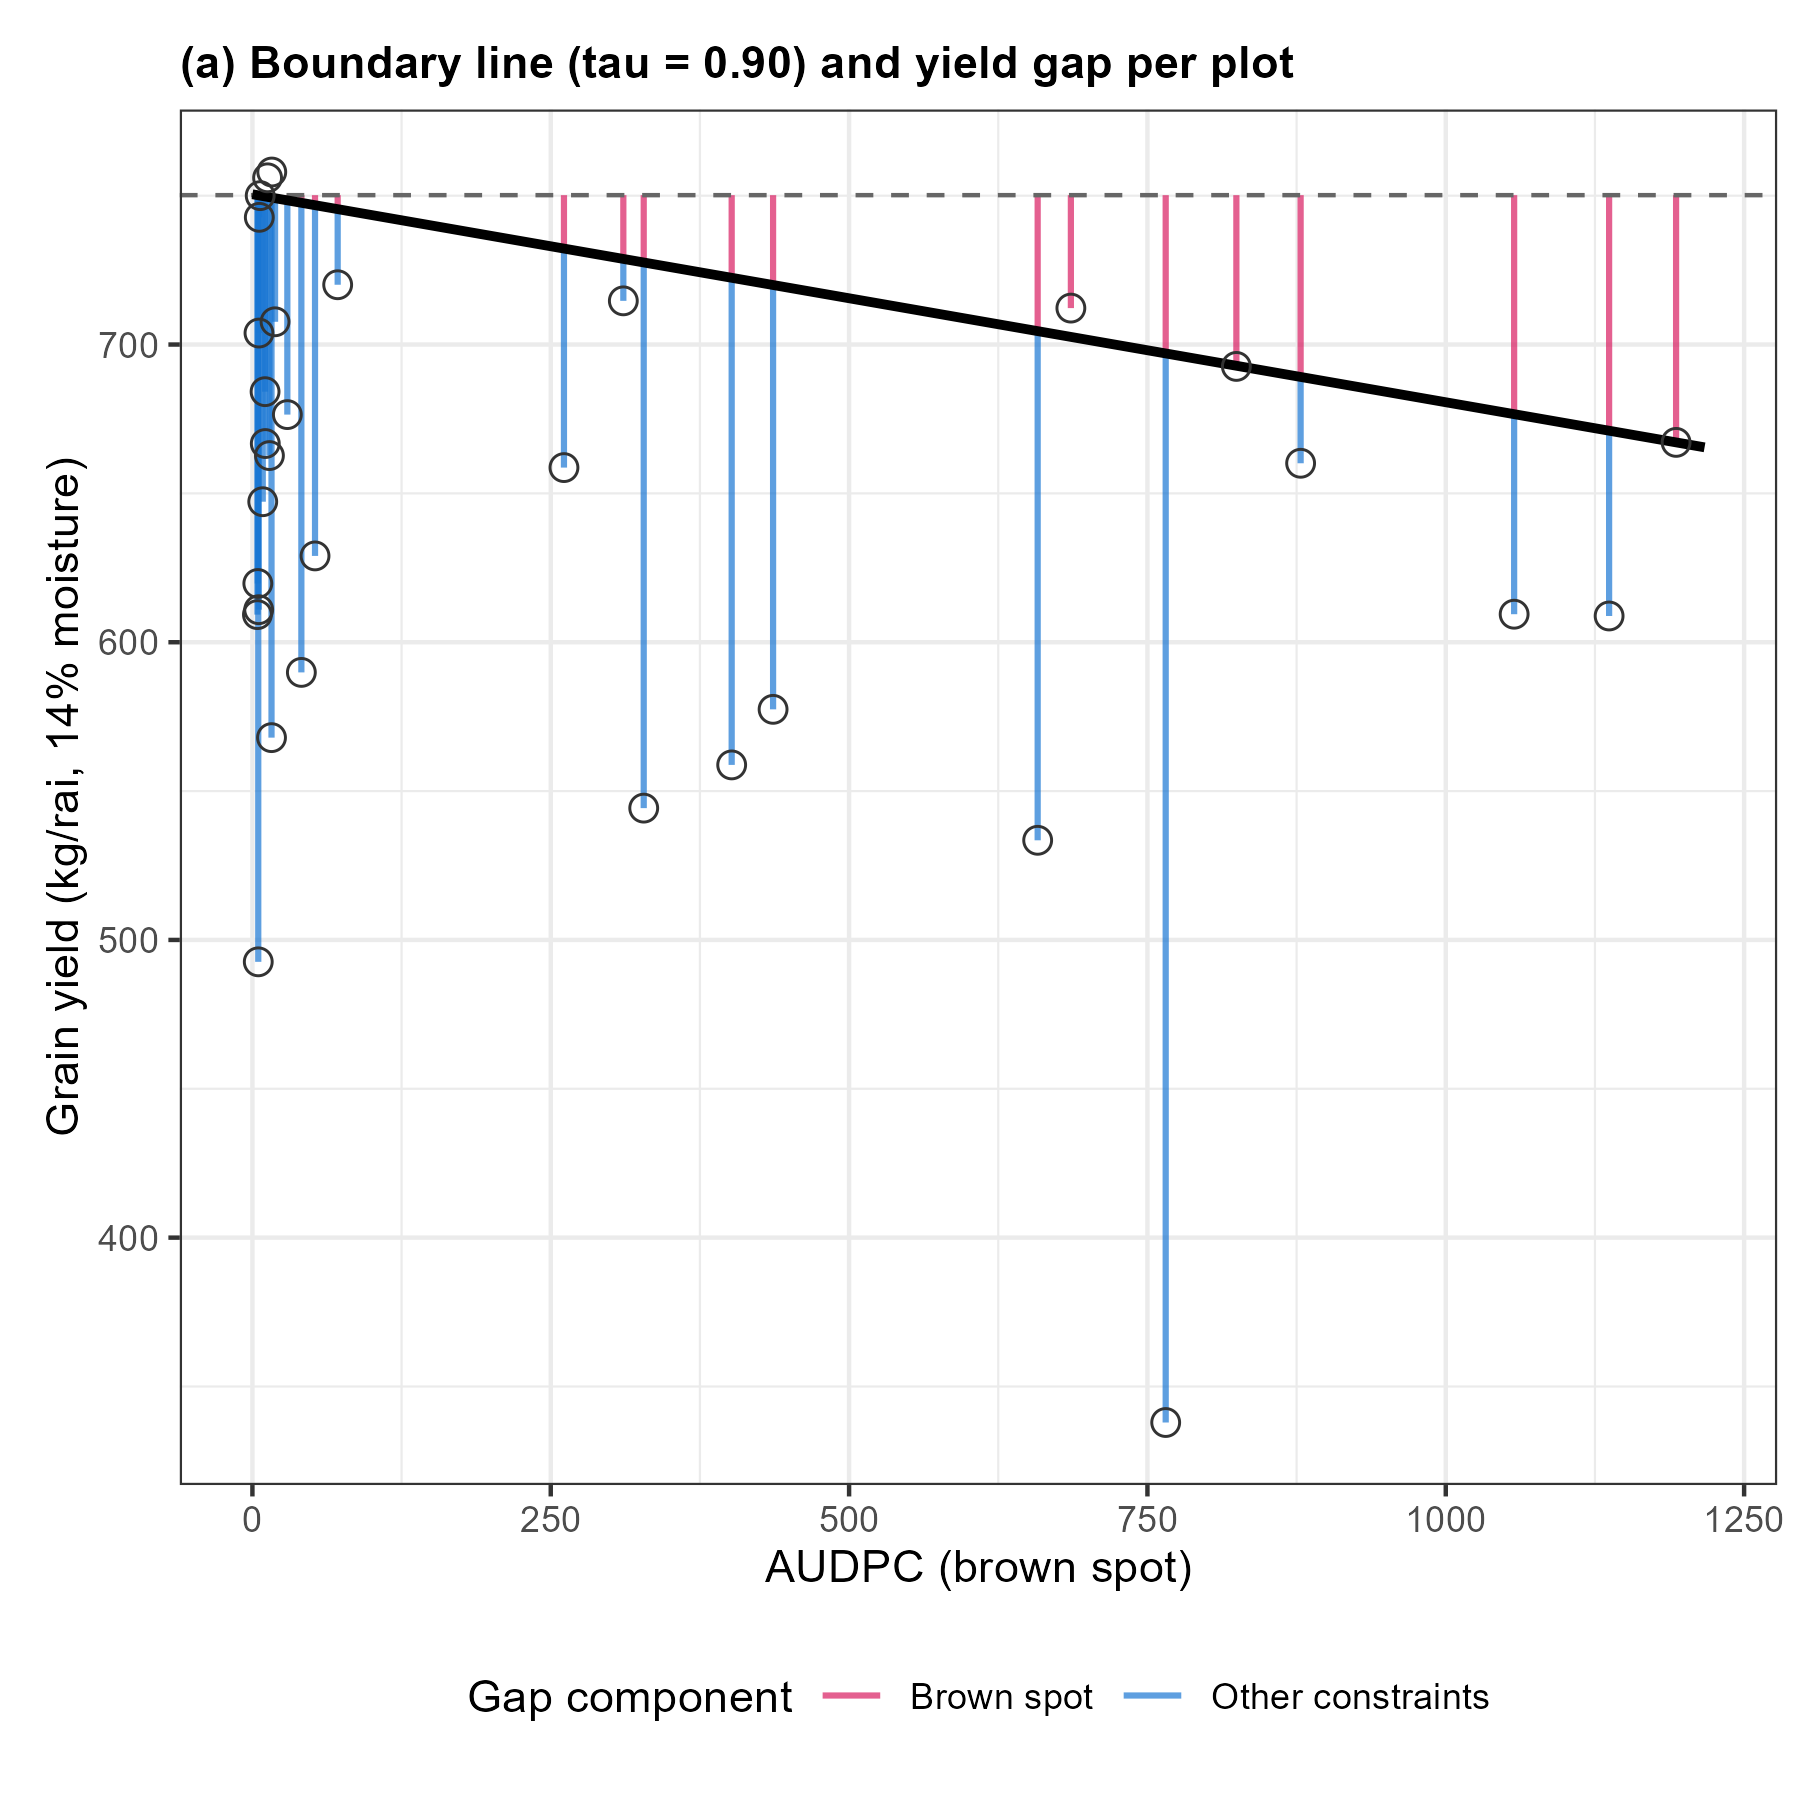 (a) Boundary line (tau = 0.90) and yield gap per plot
Grain yield (kg/rai, 14% moisture)
700
600
500
400
0 250 500 750 1000 1250
AUDPC (brown spot)
Gap component Brown spot Other constraints